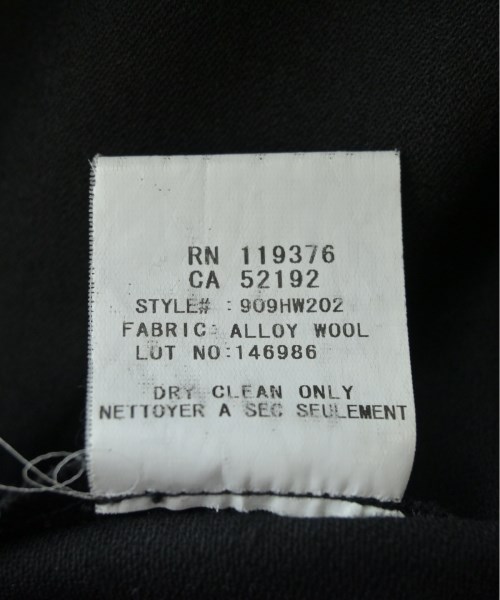 RN 119376
CA 52192
STYLE# : 909HW202
FABRIC: ALLOY WOOL
LOT NO:146986
DRY CLEAN ONLY
NETTOYER A SEC SEULEMENT